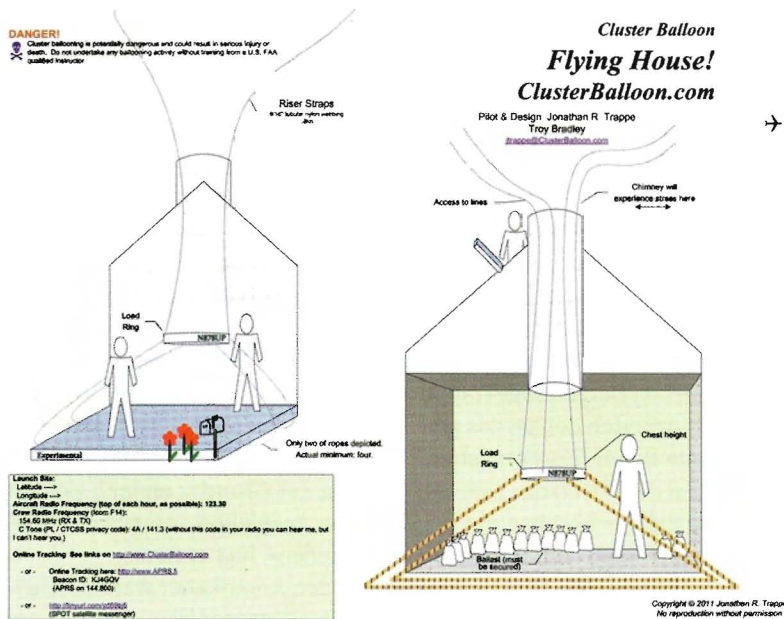 DANGER!
Cluster ballooning is potentially dangerous and could result in serious injury or
death. Do not undertake any ballooning activity without training from a U.S. FAA
qualified instructor
Riser Straps
tubular nylon webbing
Load
Ring
N878UP
Experimental
Only two of ropes depicted.
Actual minimum: four.
Launch Site:
Latitude --->
Longitude --->
Aircraft Radio Frequency (top of each hour, as possible): 123.30
Crew Radio Frequency (Icom F14):
154.60 MHz (RX & TX)
C Tone (PL / CTCSS privacy code): 4A / 141.3 (without this code in your radio you can hear me, but
I can't hear you.)
Online Tracking See links on http://www.ClusterBalloon.com
- or - Online Tracking here: http://www.APRS.fi
Beacon ID: KJ4GQV
(APRS on 144.800)
- or -
(SPOT satellite messenger)
Cluster Balloon
Flying House!
ClusterBalloon.com
Pilot & Design Jonathan R. Trappe
Troy Bradley
jtrappe@ClusterBalloon.com
Access to lines
Chimney will
experience stress here
Load
Ring
N878UP
Chest height
Ballast (must
be secured)
Copyright © 2011 Jonathan R. Trappe
No reproduction without permission